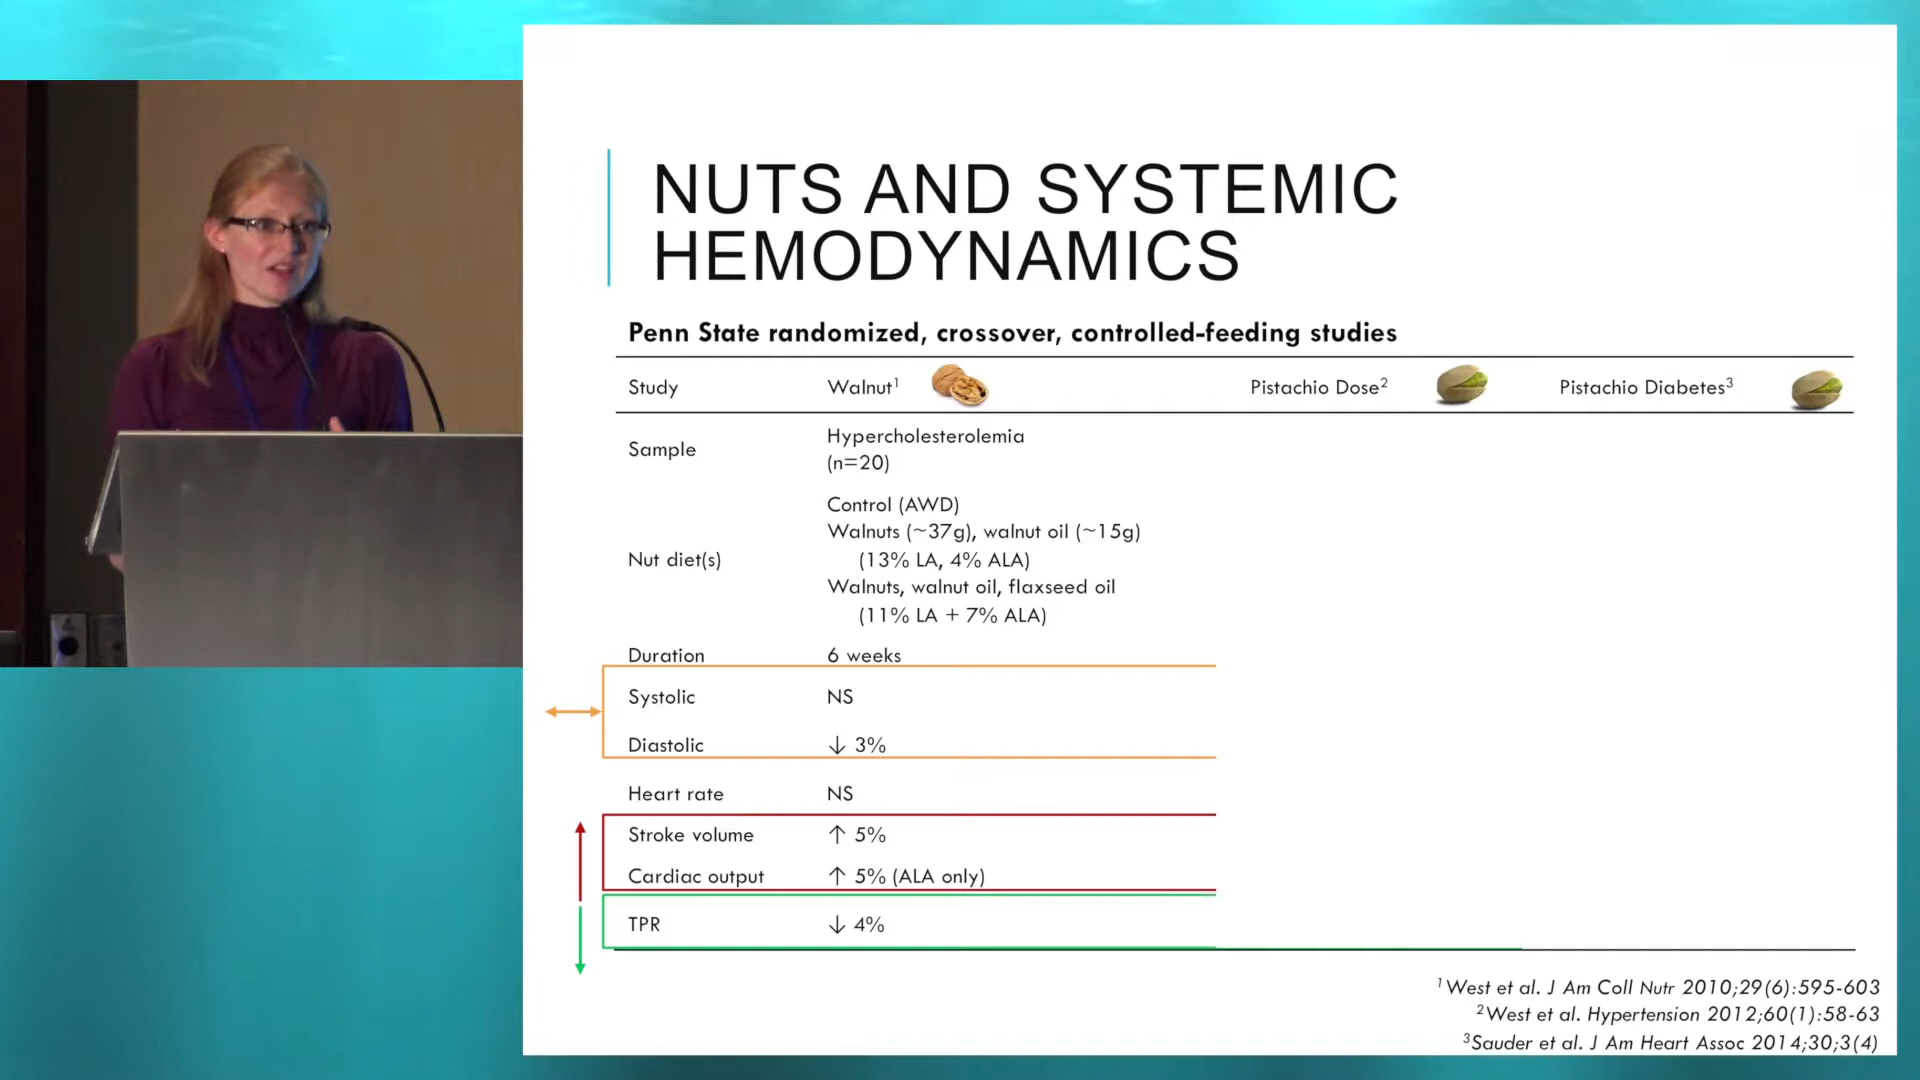 NUTS AND SYSTEMIC
HEMODYNAMICS
Penn State randomized, crossover, controlled-feeding studies
Study Walnut¹ Pistachio Dose² Pistachio Diabetes³
Sample Hypercholesterolemia
(n=20)
Nut diet(s) Control (AWD)
Walnuts (~37g), walnut oil (~15g)
(13% LA, 4% ALA)
Walnuts, walnut oil, flaxseed oil
(11% LA + 7% ALA)
Duration 6 weeks
Systolic NS
Diastolic ↓ 3%
Heart rate NS
Stroke volume ↑ 5%
Cardiac output ↑ 5% (ALA only)
TPR ↓ 4%
¹West et al. J Am Coll Nutr 2010;29(6):595-603
²West et al. Hypertension 2012;60(1):58-63
³Sauder et al. J Am Heart Assoc 2014;30;3(4)